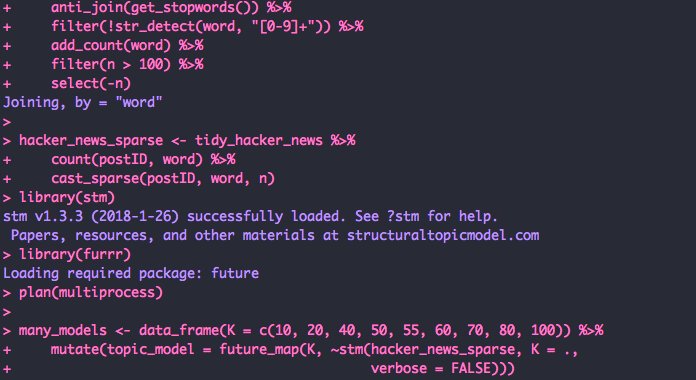 +     anti_join(get_stopwords()) %>%
+     filter(!str_detect(word, "[0-9]+")) %>%
+     add_count(word) %>%
+     filter(n > 100) %>%
+     select(-n)
Joining, by = "word"
>
> hacker_news_sparse <- tidy_hacker_news %>%
+     count(postID, word) %>%
+     cast_sparse(postID, word, n)
> library(stm)
stm v1.3.3 (2018-1-26) successfully loaded. See ?stm for help.
 Papers, resources, and other materials at structuraltopicmodel.com
> library(furrr)
Loading required package: future
> plan(multiprocess)
>
> many_models <- data_frame(K = c(10, 20, 40, 50, 55, 60, 70, 80, 100)) %>%
+     mutate(topic_model = future_map(K, ~stm(hacker_news_sparse, K = .,
+                                             verbose = FALSE)))